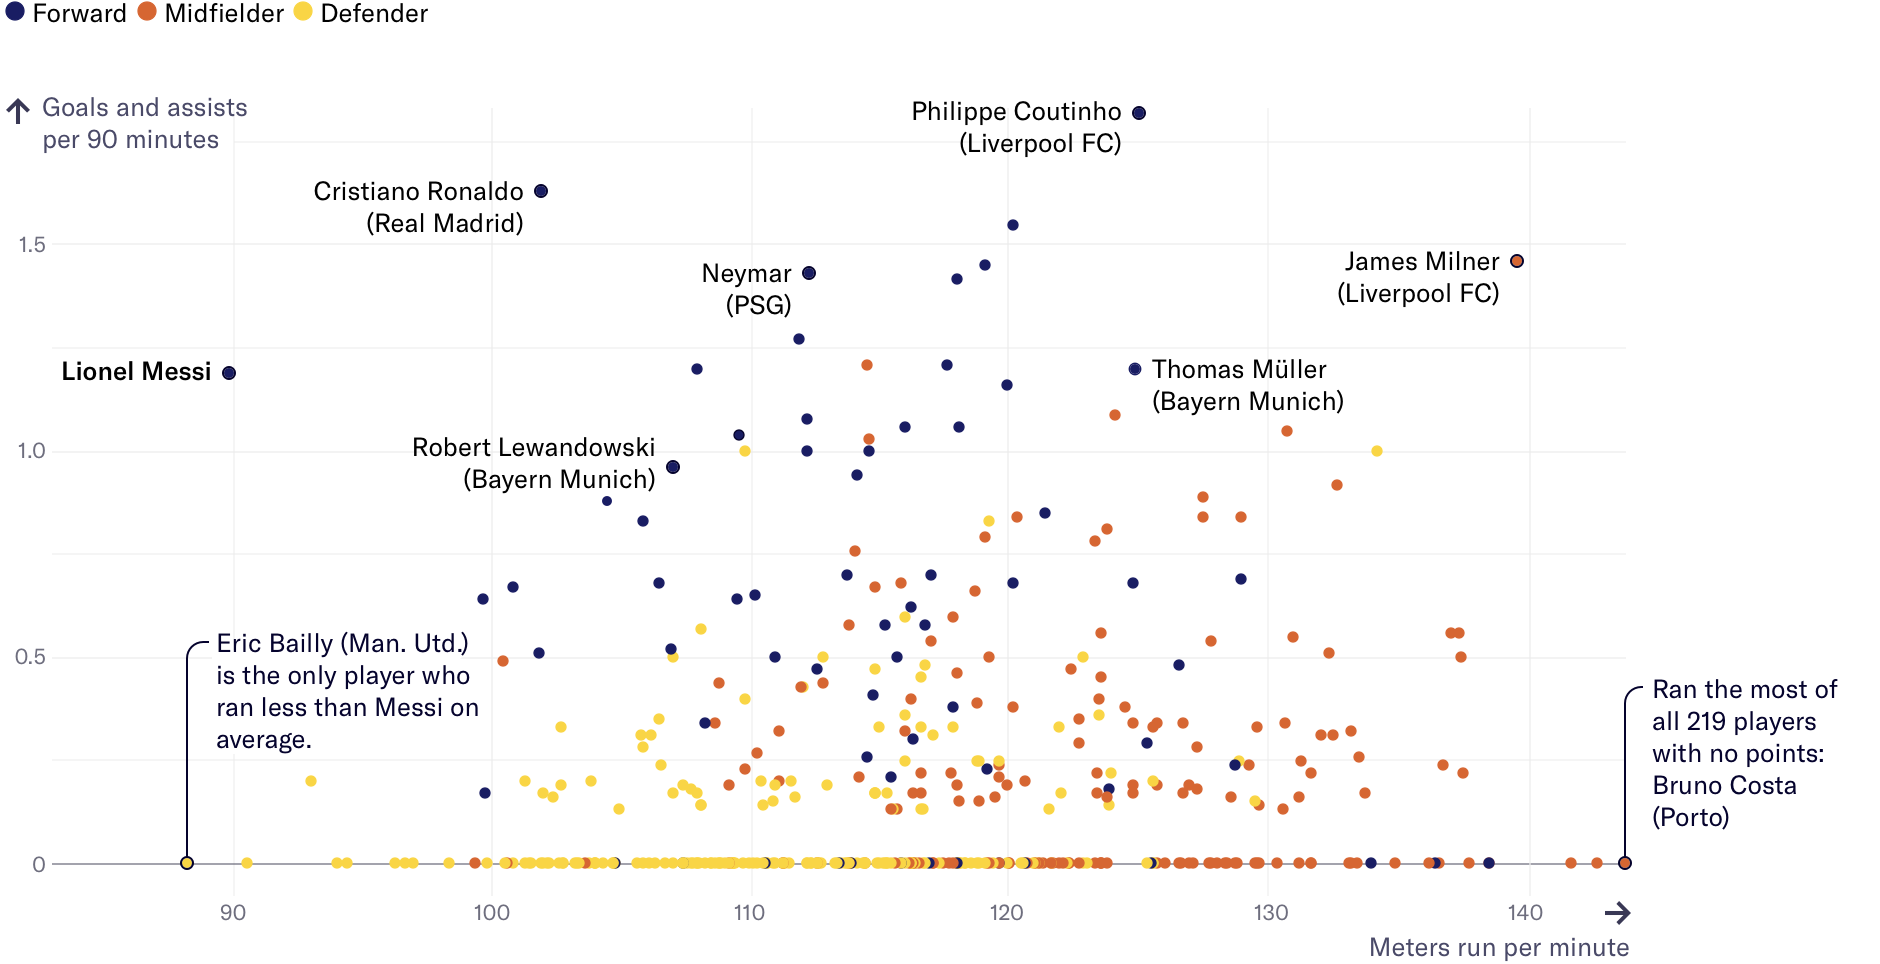 Forward Midfielder Defender
Goals and assists
per 90 minutes
Philippe Coutinho
(Liverpool FC)
Cristiano Ronaldo
(Real Madrid)
1.5
Neymar
(PSG)
James Milner
(Liverpool FC)
Lionel Messi
Thomas Müller
(Bayern Munich)
1.0
Robert Lewandowski
(Bayern Munich)
0.5
Eric Bailly (Man. Utd.)
is the only player who
ran less than Messi on
average.
Ran the most of
all 219 players
with no points:
Bruno Costa
(Porto)
0
90 100 110 120 130 140
Meters run per minute